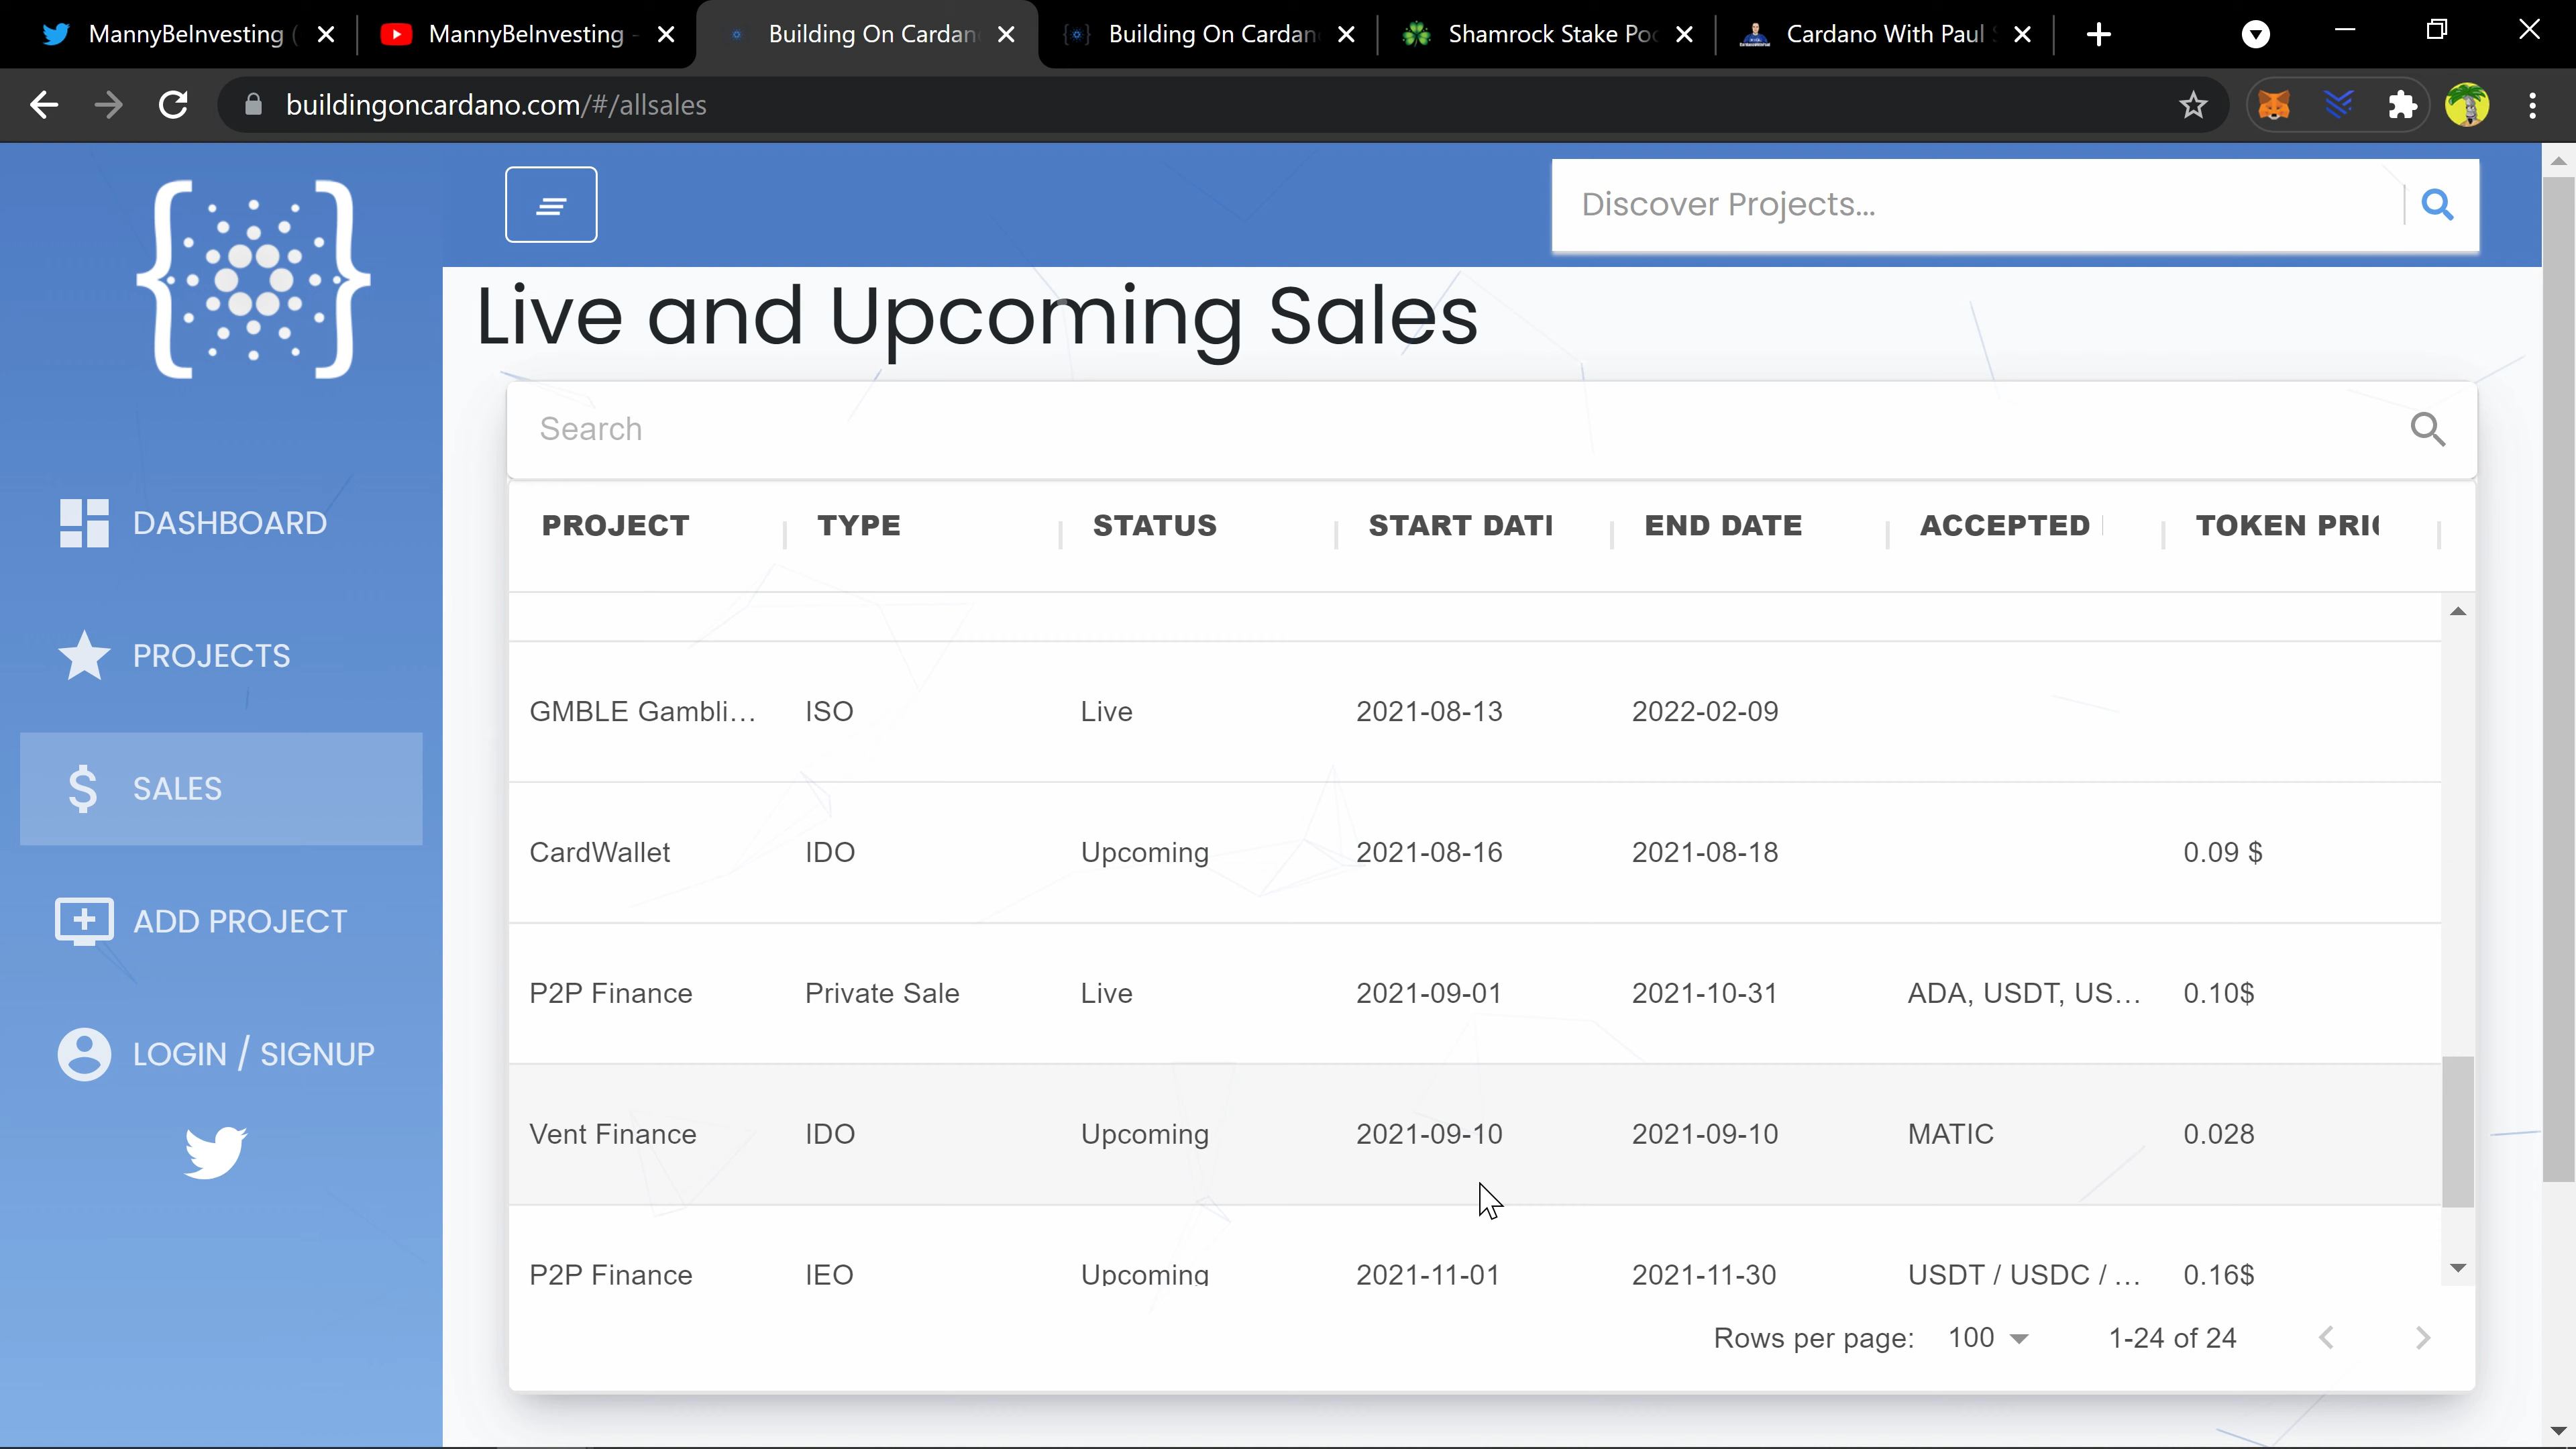 MannyBeInvesting (
MannyBeInvesting -
Building On Cardan
Building On Cardan
Shamrock Stake Poo
Cardano With Paul S
buildingoncardano.com/#/allsales
Discover Projects...
Live and Upcoming Sales
Search
DASHBOARD
PROJECTS
SALES
ADD PROJECT
LOGIN / SIGNUP
PROJECT TYPE STATUS START DATE END DATE ACCEPTED TOKEN PRIC
GMBLE Gambli... ISO Live 2021-08-13 2022-02-09
CardWallet IDO Upcoming 2021-08-16 2021-08-18 0.09 $
P2P Finance Private Sale Live 2021-09-01 2021-10-31 ADA, USDT, US... 0.10$
Vent Finance IDO Upcoming 2021-09-10 2021-09-10 MATIC 0.028
P2P Finance IEO Upcoming 2021-11-01 2021-11-30 USDT / USDC / ... 0.16$
Rows per page: 100 1-24 of 24